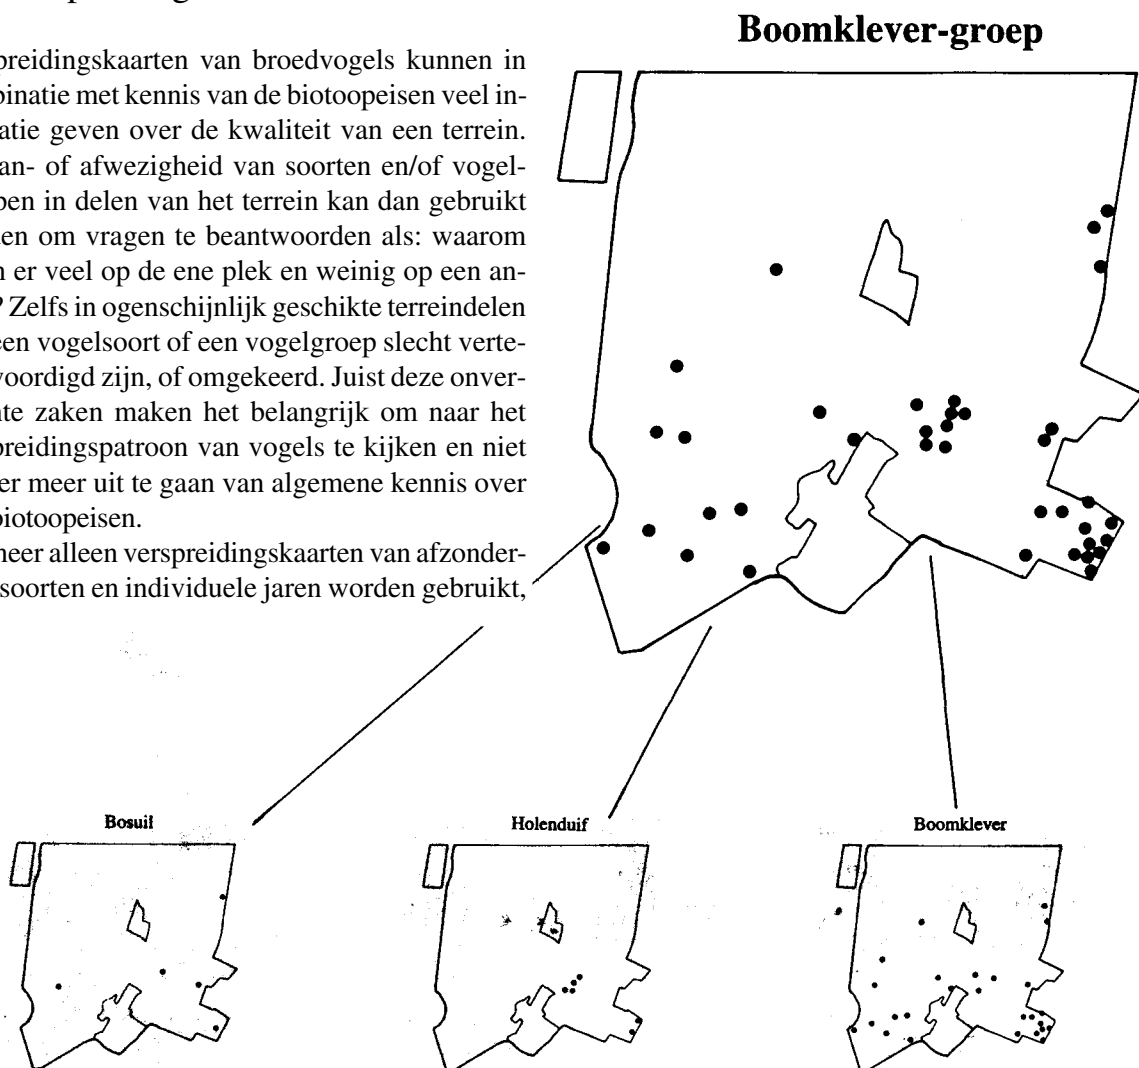 Boomklever-groep
preidingskaarten van broedvogels kunnen in
binatie met kennis van de biotoopeisen veel in-
atie geven over de kwaliteit van een terrein.
an- of afwezigheid van soorten en/of vogel-
pen in delen van het terrein kan dan gebruikt
den om vragen te beantwoorden als: waarom
n er veel op de ene plek en weinig op een an-
? Zelfs in ogenschijnlijk geschikte terreindelen
een vogelsoort of een vogelgroep slecht verte-
voordigd zijn, of omgekeerd. Juist deze onver-
hte zaken maken het belangrijk om naar het
preidingspatroon van vogels te kijken en niet
er meer uit te gaan van algemene kennis over
biotoopeisen.
neer alleen verspreidingskaarten van afzonder-
soorten en individuele jaren worden gebruikt,
Bosuil
Holenduif
Boomklever